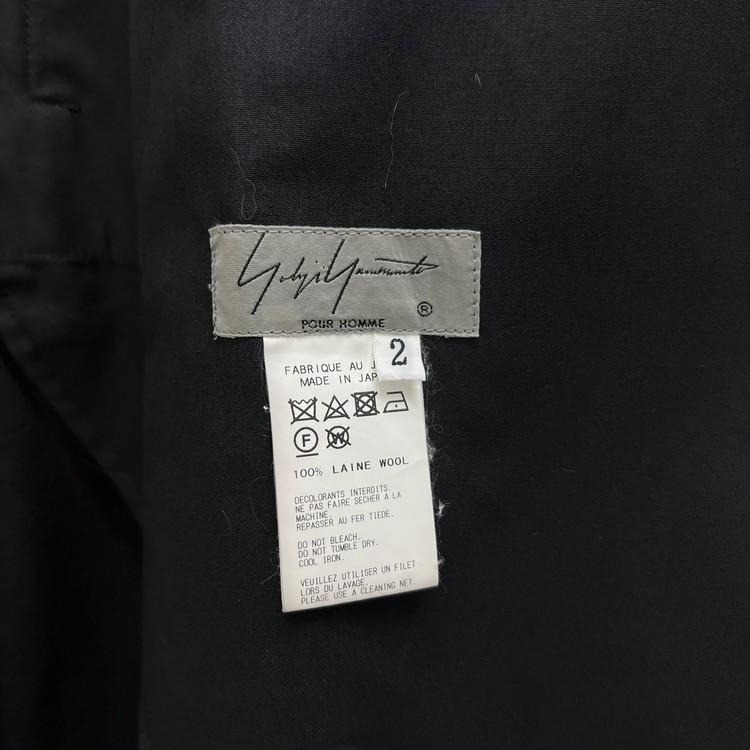 Yohji Yamamoto
®
POUR HOMME
2
FABRIQUE AU
MADE IN
F
W
100% LAINE WOOL
DECOLORANTS INTERDITS.
NE PAS FAIRE SECHER A LA
MACHINE.
REPASSER AU FER TIEDE.
DO NOT BLEACH.
DO NOT TUMBLE DRY.
COOL IRON.
VEUILLEZ UTILISER UN FILET
LORS DU LAVAGE.
PLEASE USE A CLEANING NET.